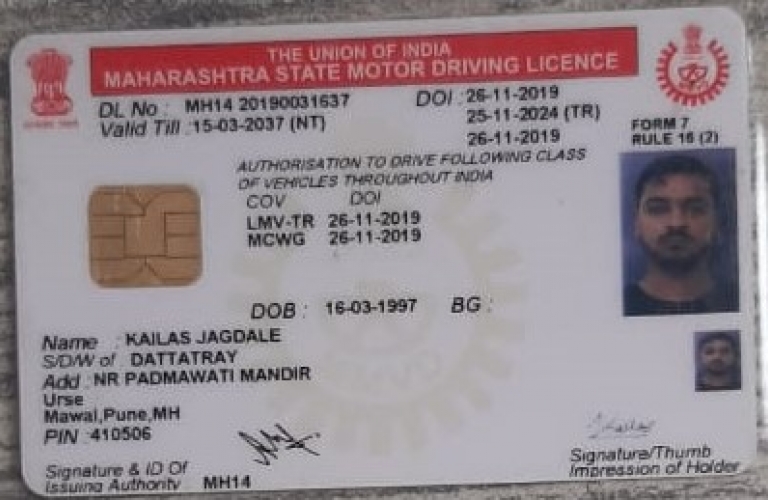 THE UNION OF INDIA
MAHARASHTRA STATE MOTOR DRIVING LICENCE
DL No : MH14 20190031637 DOI : 26-11-2019
Valid Till : 15-03-2037 (NT) 25-11-2024 (TR)
26-11-2019
FORM 7
RULE 16 (2)
AUTHORISATION TO DRIVE FOLLOWING CLASS
OF VEHICLES THROUGHOUT INDIA
COV DOI
LMV-TR 26-11-2019
MCWG 26-11-2019
DOB : 16-03-1997 BG :
Name : KAILAS JAGDALE
S/D/W of DATTATRAY
Add : NR PADMAWATI MANDIR
Urse
Mawal,Pune,MH
PIN :410506
Signature & ID Of
Issuing Authority MH14
Signature/Thumb
Impression of Holder